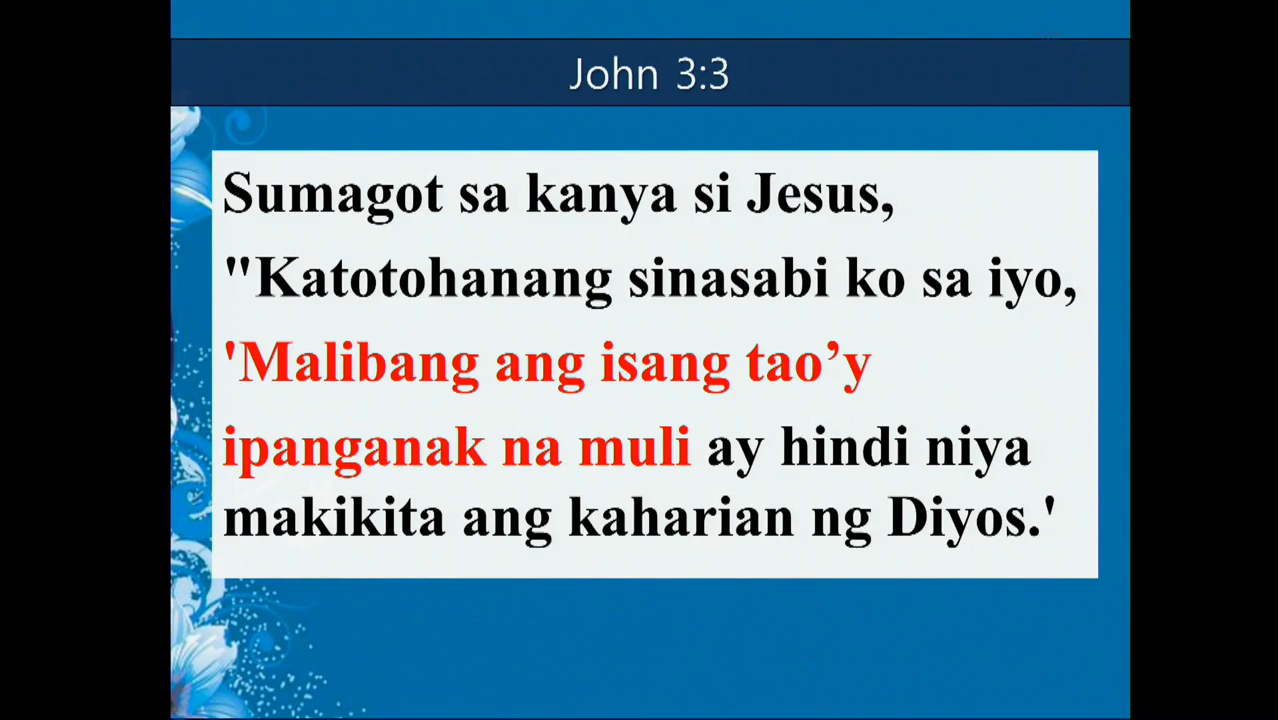 John 3:3
Sumagot sa kanya si Jesus,
"Katotohanang sinasabi ko sa iyo,
'Malibang ang isang tao’y
ipanganak na muli ay hindi niya
makikita ang kaharian ng Diyos.'